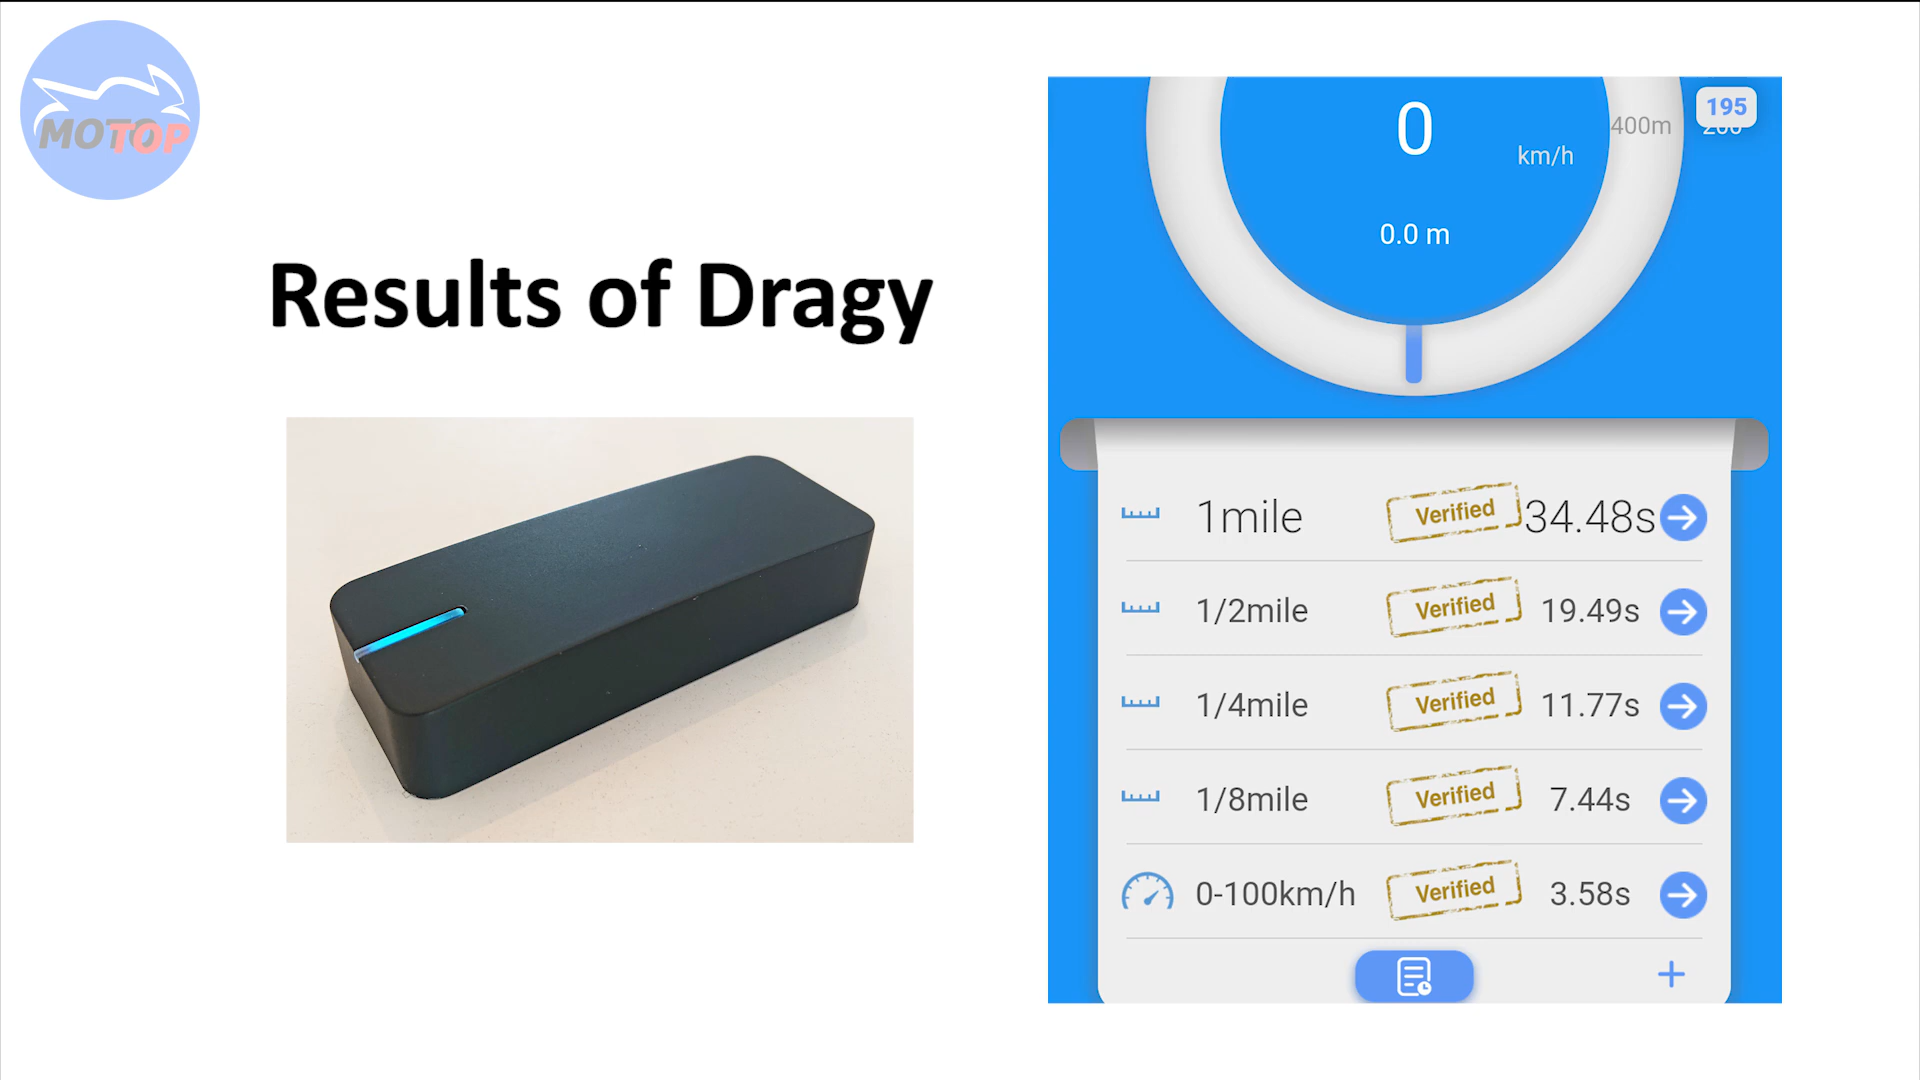 MOTOP
Results of Dragy
195
0
400m
200
km/h
0.0 m
1mile Verified 34.48s
1/2mile Verified 19.49s
1/4mile Verified 11.77s
1/8mile Verified 7.44s
0-100km/h Verified 3.58s